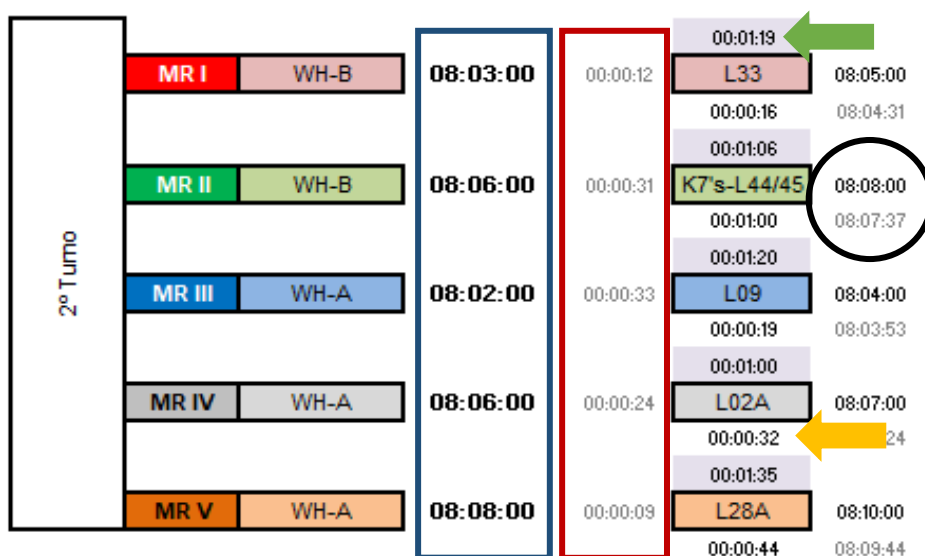 2º Turno
00:01:19
MR I WH-B 08:03:00 00:00:12 L33 08:05:00
00:00:16 08:04:31
00:01:06
MR II WH-B 08:06:00 00:00:31 K7's-L44/45 08:08:00
00:01:00 08:07:37
00:01:20
MR III WH-A 08:02:00 00:00:33 L09 08:04:00
00:00:19 08:03:53
00:01:00
MR IV WH-A 08:06:00 00:00:24 L02A 08:07:00
00:00:32 24
00:01:35
MR V WH-A 08:08:00 00:00:09 L28A 08:10:00
00:00:44 08:09:44